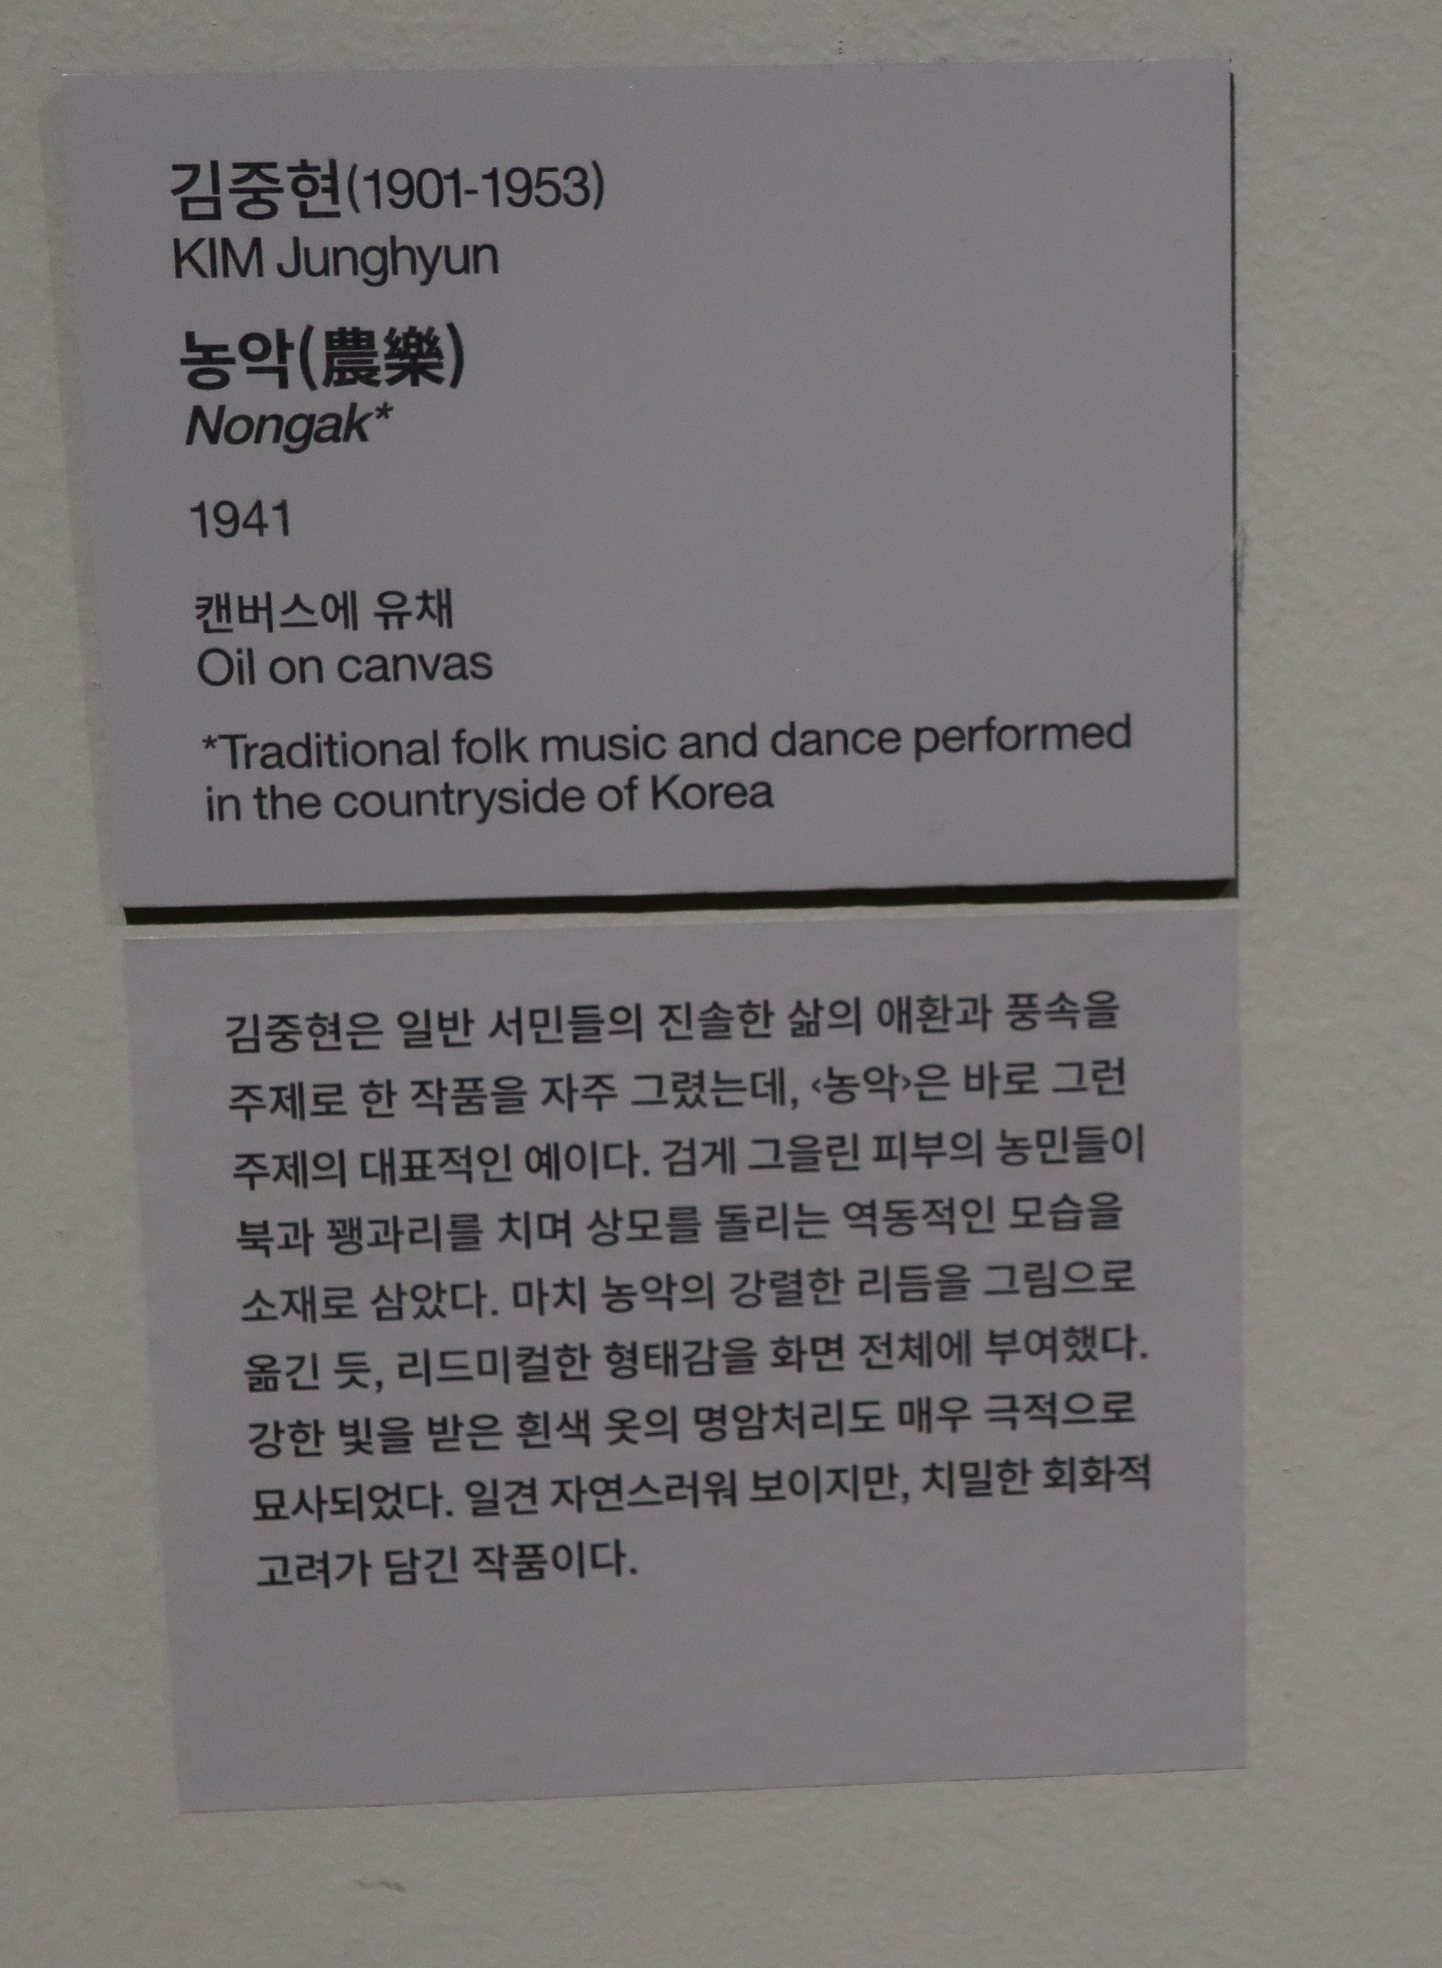 김중현(1901-1953)
KIM Junghyun
농악(農樂)
Nongak*
1941
캔버스에 유채
Oil on canvas
*Traditional folk music and dance performed
in the countryside of Korea
김중현은 일반 서민들의 진솔한 삶의 애환과 풍속을
주제로 한 작품을 자주 그렸는데, ‹농악›은 바로 그런
주제의 대표적인 예이다. 검게 그을린 피부의 농민들이
북과 꽹과리를 치며 상모를 돌리는 역동적인 모습을
소재로 삼았다. 마치 농악의 강렬한 리듬을 그림으로
옮긴 듯, 리드미컬한 형태감을 화면 전체에 부여했다.
강한 빛을 받은 흰색 옷의 명암처리도 매우 극적으로
묘사되었다. 일견 자연스러워 보이지만, 치밀한 회화적
고려가 담긴 작품이다.